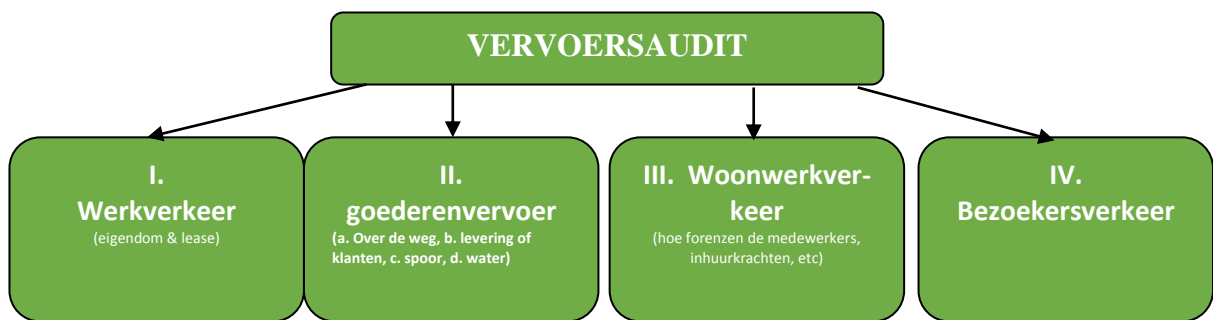 VERVOERSAUDIT
I.
Werkverkeer
(eigendom & lease)
II.
goederenvervoer
(a. Over de weg, b. levering of
klanten, c. spoor, d. water)
III. Woonwerkver-
keer
(hoe forenzen de medewerkers,
inhuurkrachten, etc)
IV.
Bezoekersverkeer